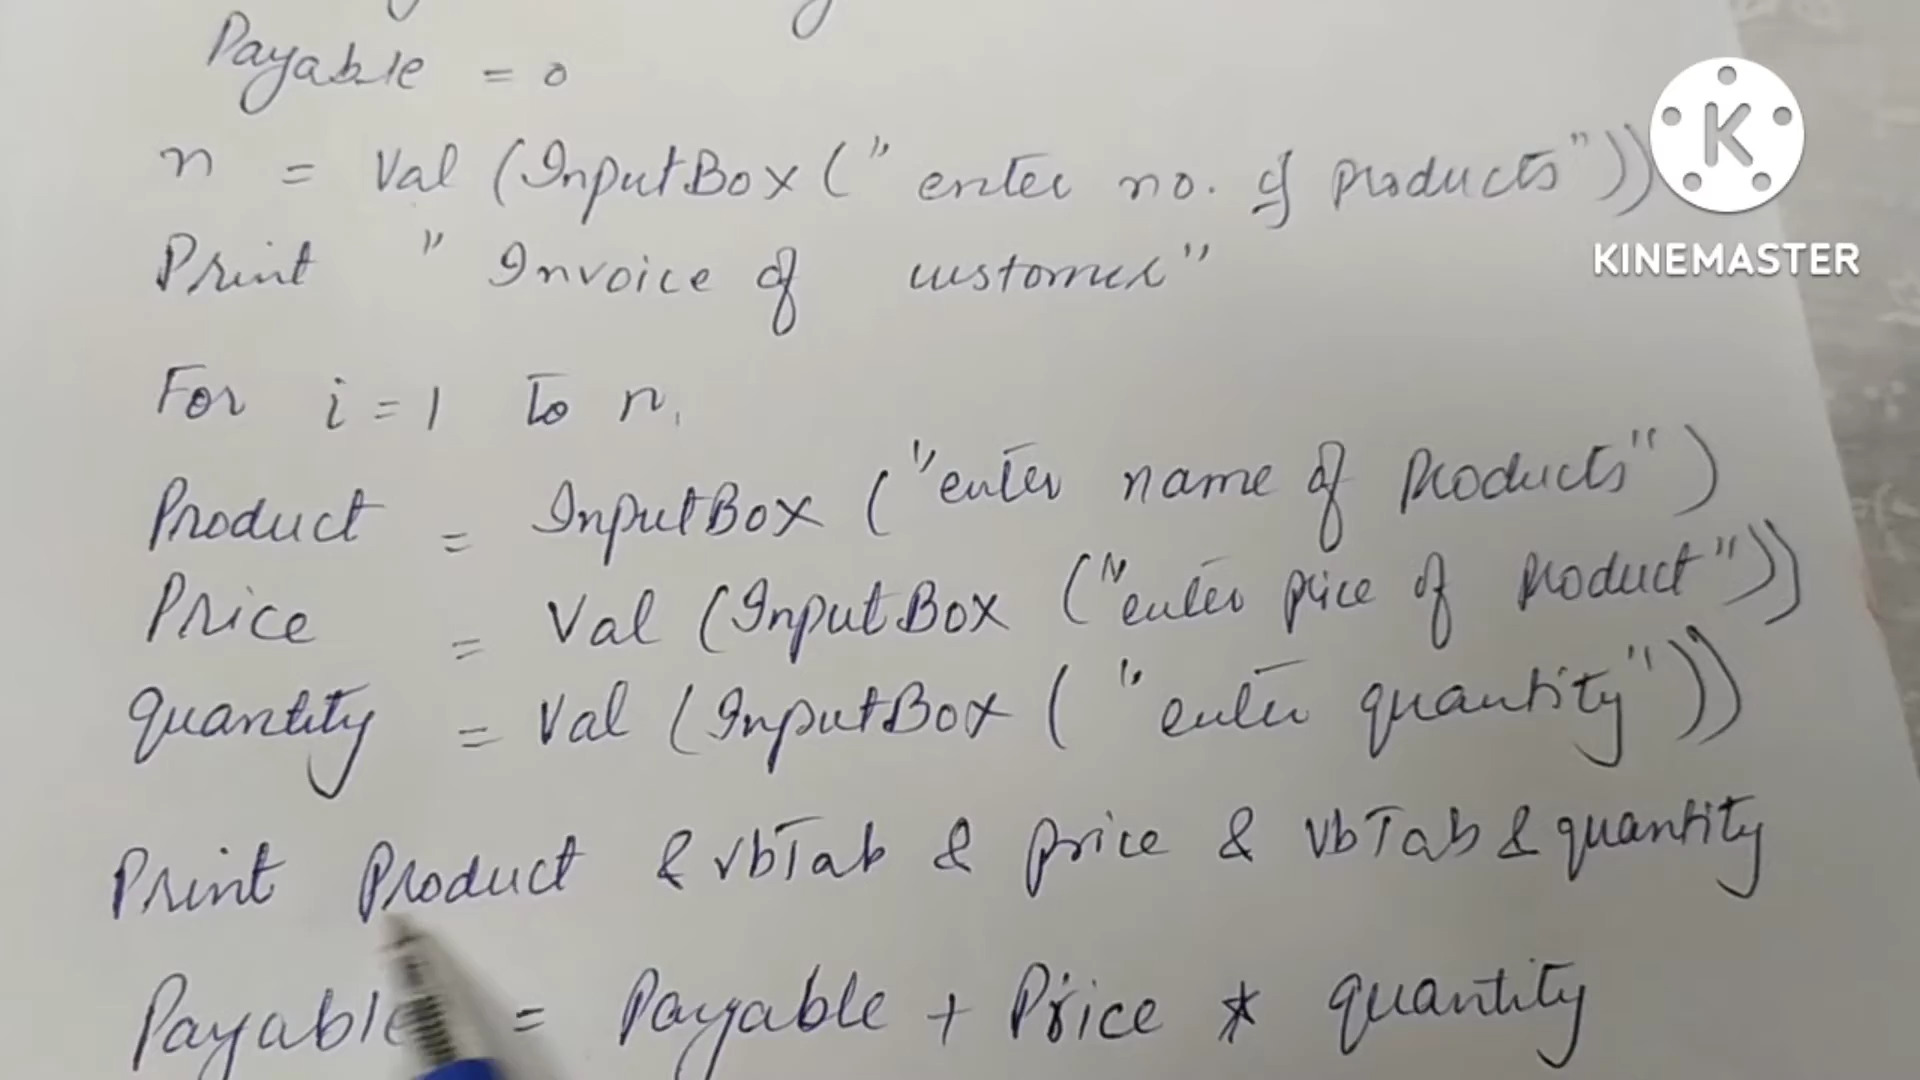 Payable = 0
n = Val (InputBox (" enter no. of products"))
Print " Invoice of customer"
For i = 1 to n
Product = InputBox ("enter name of products")
Price = Val (InputBox ("enter price of product"))
quantity = Val (InputBox ( "enter quantity"))
Print Product & vbTab & price & vbTab & quantity
Payable = Payable + Price * quantity
K
KINEMASTER